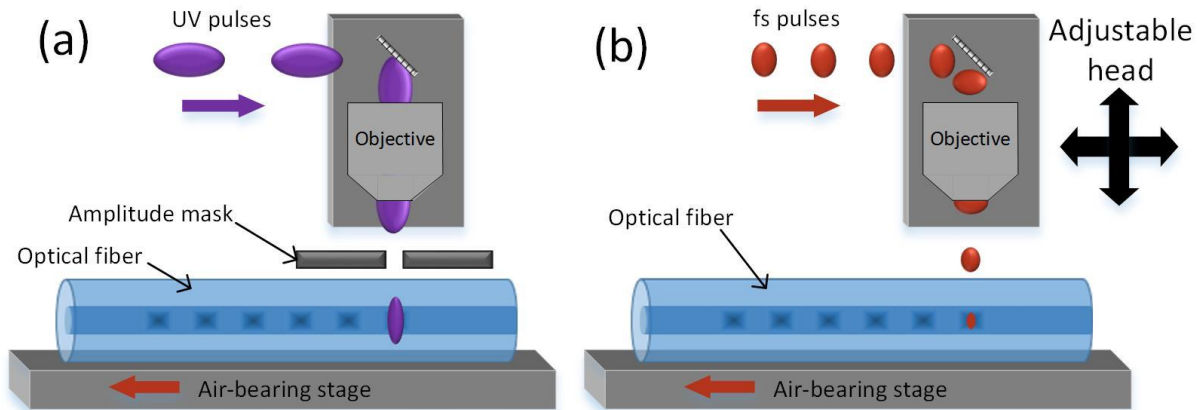 (a)
UV pulses
Objective
Amplitude mask
Optical fiber
Air-bearing stage
(b)
fs pulses
Adjustable
head
Objective
Optical fiber
Air-bearing stage